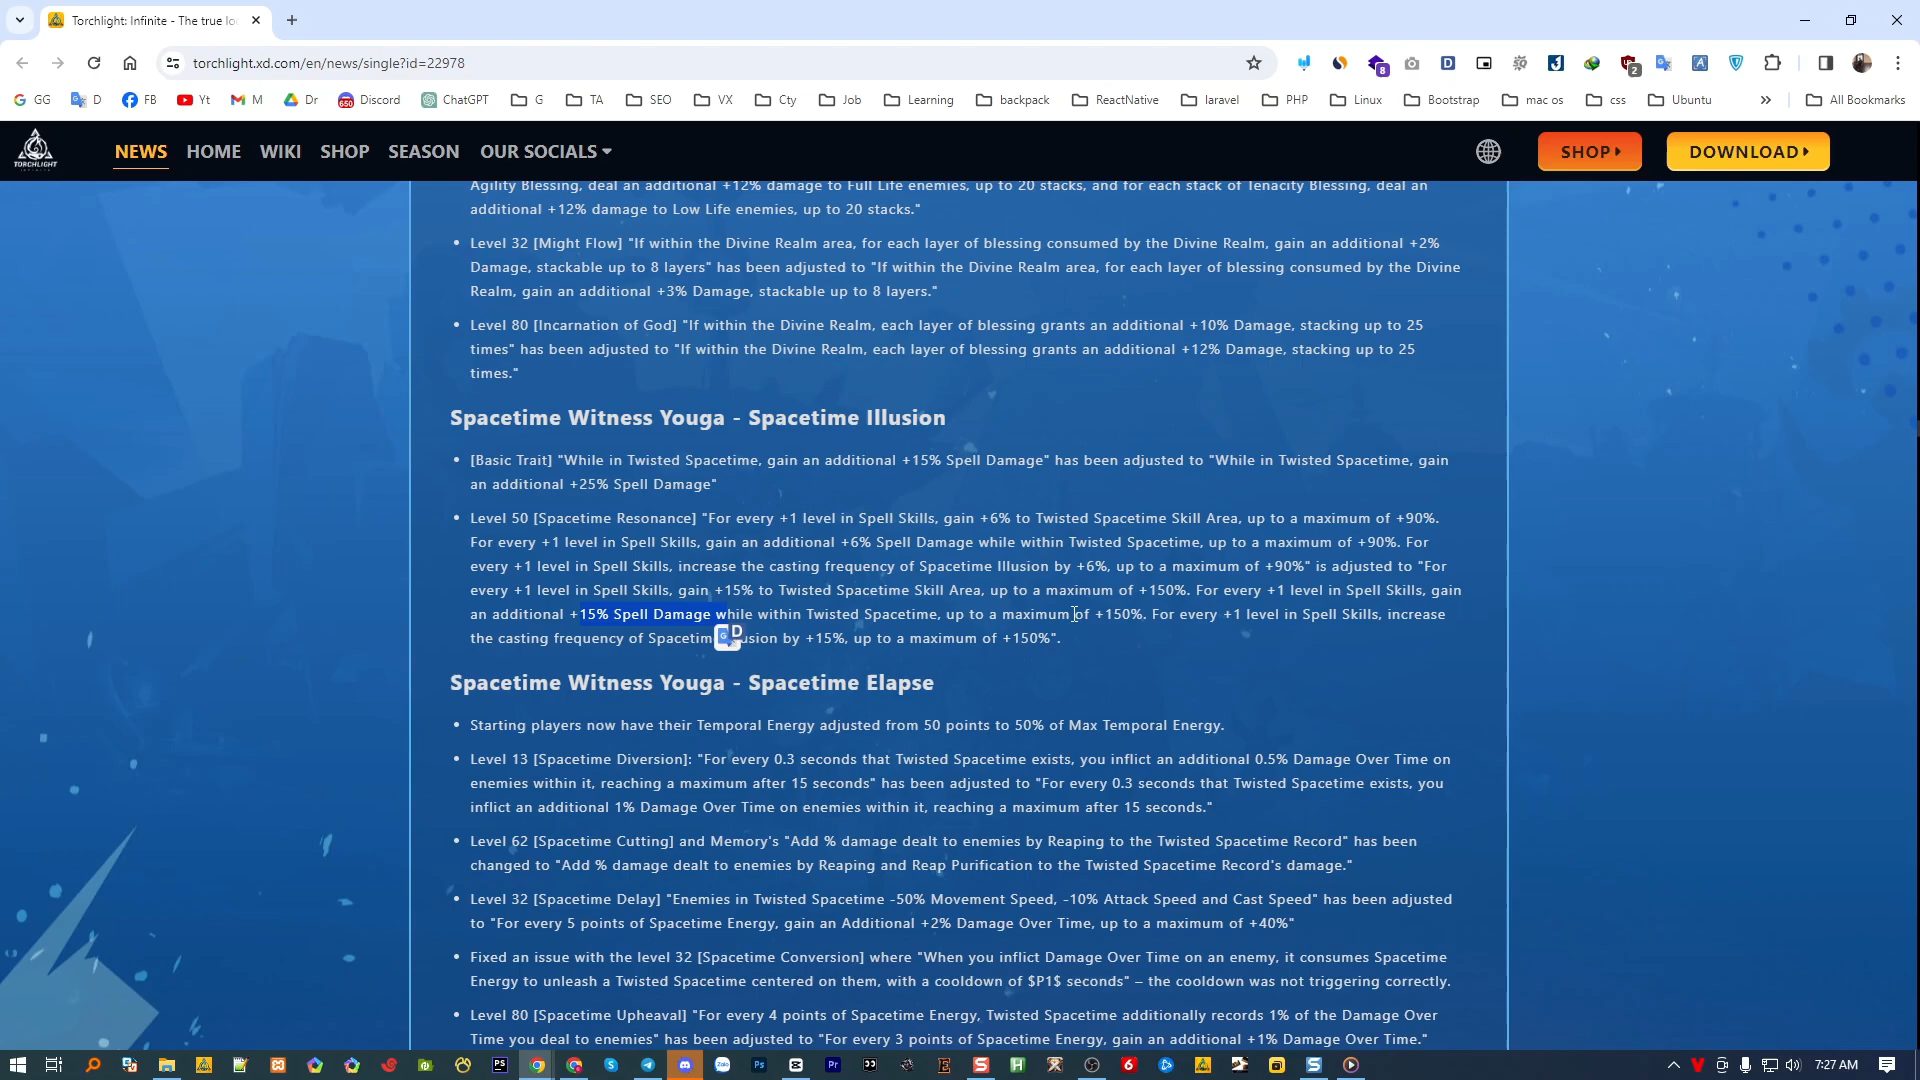 Torchlight: Infinite - The true lo
torchlight.xd.com/en/news/single?id=22978
8
2
GG
D
FB
Yt
M
Dr
Discord
ChatGPT
G
TA
SEO
VX
Cty
Job
Learning
backpack
ReactNative
laravel
PHP
Linux
Bootstrap
mac os
css
Ubuntu
All Bookmarks
TORCHLIGHT
NEWS
HOME
WIKI
SHOP
SEASON
OUR SOCIALS
SHOP
DOWNLOAD
Agility Blessing, deal an additional +12% damage to Full Life enemies, up to 20 stacks, and for each stack of Tenacity Blessing, deal an
additional +12% damage to Low Life enemies, up to 20 stacks."
Level 32 [Might Flow] "If within the Divine Realm area, for each layer of blessing consumed by the Divine Realm, gain an additional +2%
Damage, stackable up to 8 layers" has been adjusted to "If within the Divine Realm area, for each layer of blessing consumed by the Divine
Realm, gain an additional +3% Damage, stackable up to 8 layers."
Level 80 [Incarnation of God] "If within the Divine Realm, each layer of blessing grants an additional +10% Damage, stacking up to 25
times" has been adjusted to "If within the Divine Realm, each layer of blessing grants an additional +12% Damage, stacking up to 25
times."
Spacetime Witness Youga - Spacetime Illusion
[Basic Trait] "While in Twisted Spacetime, gain an additional +15% Spell Damage" has been adjusted to "While in Twisted Spacetime, gain
an additional +25% Spell Damage"
Level 50 [Spacetime Resonance] "For every +1 level in Spell Skills, gain +6% to Twisted Spacetime Skill Area, up to a maximum of +90%.
For every +1 level in Spell Skills, gain an additional +6% Spell Damage while within Twisted Spacetime, up to a maximum of +90%. For
every +1 level in Spell Skills, increase the casting frequency of Spacetime Illusion by +6%, up to a maximum of +90%" is adjusted to "For
every +1 level in Spell Skills, gain +15% to Twisted Spacetime Skill Area, up to a maximum of +150%. For every +1 level in Spell Skills, gain
an additional +15% Spell Damage while within Twisted Spacetime, up to a maximum of +150%. For every +1 level in Spell Skills, increase
the casting frequency of Spacetim usion by +15%, up to a maximum of +150%".
Spacetime Witness Youga - Spacetime Elapse
Starting players now have their Temporal Energy adjusted from 50 points to 50% of Max Temporal Energy.
Level 13 [Spacetime Diversion]: "For every 0.3 seconds that Twisted Spacetime exists, you inflict an additional 0.5% Damage Over Time on
enemies within it, reaching a maximum after 15 seconds" has been adjusted to "For every 0.3 seconds that Twisted Spacetime exists, you
inflict an additional 1% Damage Over Time on enemies within it, reaching a maximum after 15 seconds."
Level 62 [Spacetime Cutting] and Memory's "Add % damage dealt to enemies by Reaping to the Twisted Spacetime Record" has been
changed to "Add % damage dealt to enemies by Reaping and Reap Purification to the Twisted Spacetime Record's damage."
Level 32 [Spacetime Delay] "Enemies in Twisted Spacetime -50% Movement Speed, -10% Attack Speed and Cast Speed" has been adjusted
to "For every 5 points of Spacetime Energy, gain an Additional +2% Damage Over Time, up to a maximum of +40%"
Fixed an issue with the level 32 [Spacetime Conversion] where "When you inflict Damage Over Time on an enemy, it consumes Spacetime
Energy to unleash a Twisted Spacetime centered on them, with a cooldown of $P1$ seconds" – the cooldown was not triggering correctly.
Level 80 [Spacetime Upheaval] "For every 4 points of Spacetime Energy, Twisted Spacetime additionally records 1% of the Damage Over
Time you deal to enemies" has been adjusted to "For every 3 points of Spacetime Energy, gain an additional +1% Damage Over Time."
7:27 AM